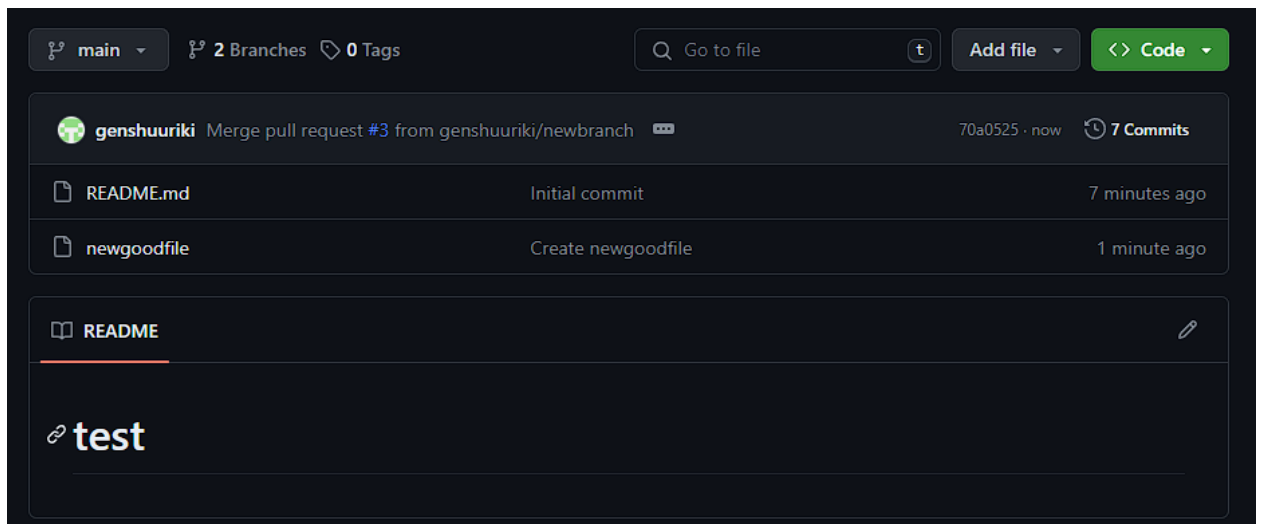 main 2 Branches 0 Tags Go to file t Add file Code
genshuuriki Merge pull request #3 from genshuuriki/newbranch 70a0525 · now 7 Commits
README.md Initial commit 7 minutes ago
newgoodfile Create newgoodfile 1 minute ago
README
test